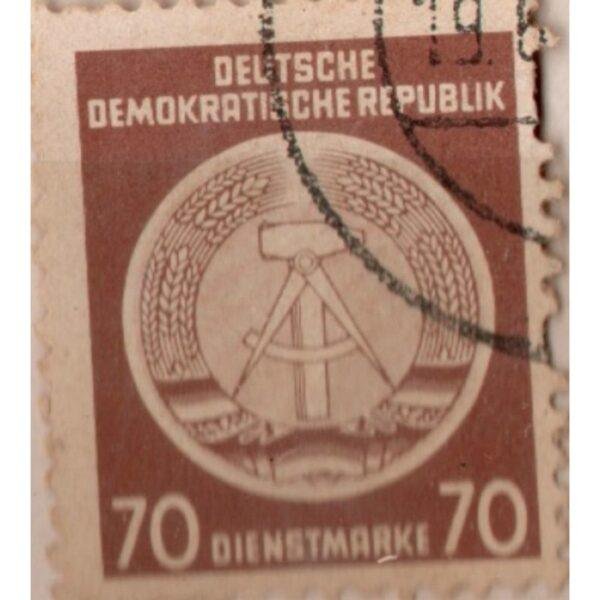 DEUTSCHE
DEMOKRATISCHE REPUBLIK
70 DIENSTMARKE 70